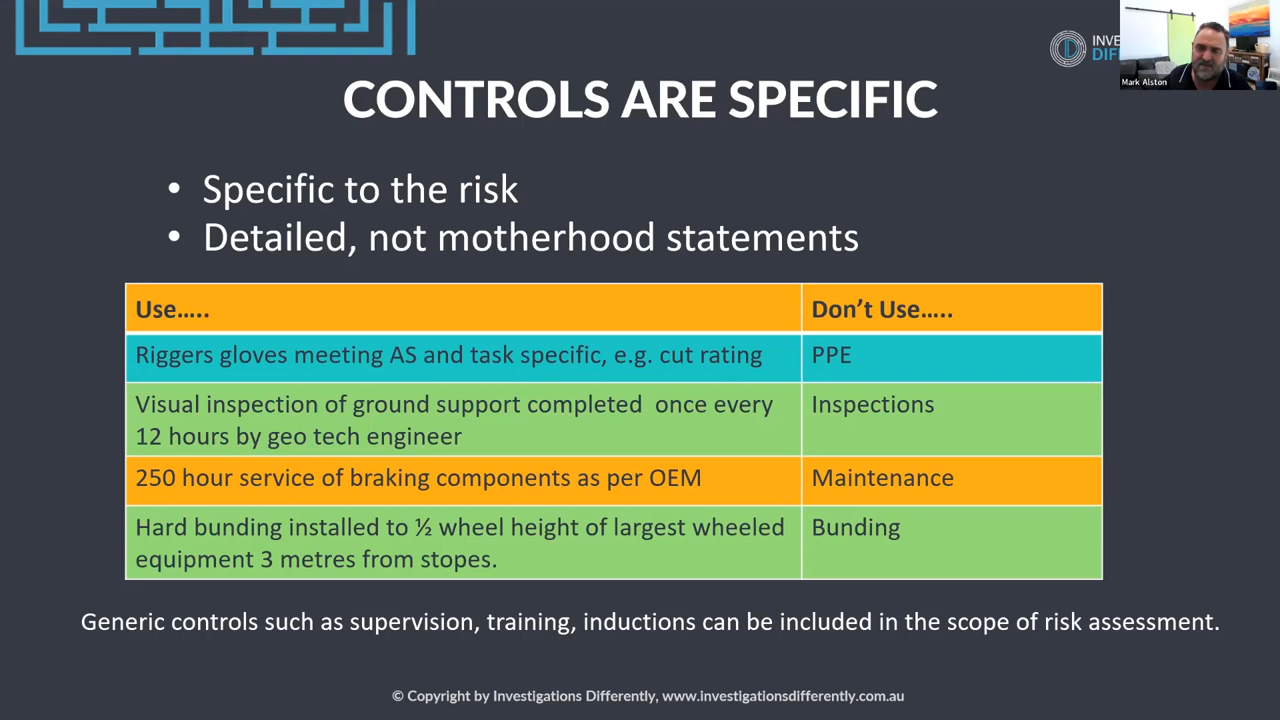 INVE
DIFF
Mark Alston
CONTROLS ARE SPECIFIC
• Specific to the risk
• Detailed, not motherhood statements
Use….. Don’t Use…..
Riggers gloves meeting AS and task specific, e.g. cut rating PPE
Visual inspection of ground support completed  once every Inspections
12 hours by geo tech engineer
250 hour service of braking components as per OEM Maintenance
Hard bunding installed to ½ wheel height of largest wheeled Bunding
equipment 3 metres from stopes.
Generic controls such as supervision, training, inductions can be included in the scope of risk assessment.
© Copyright by Investigations Differently, www.investigationsdifferently.com.au